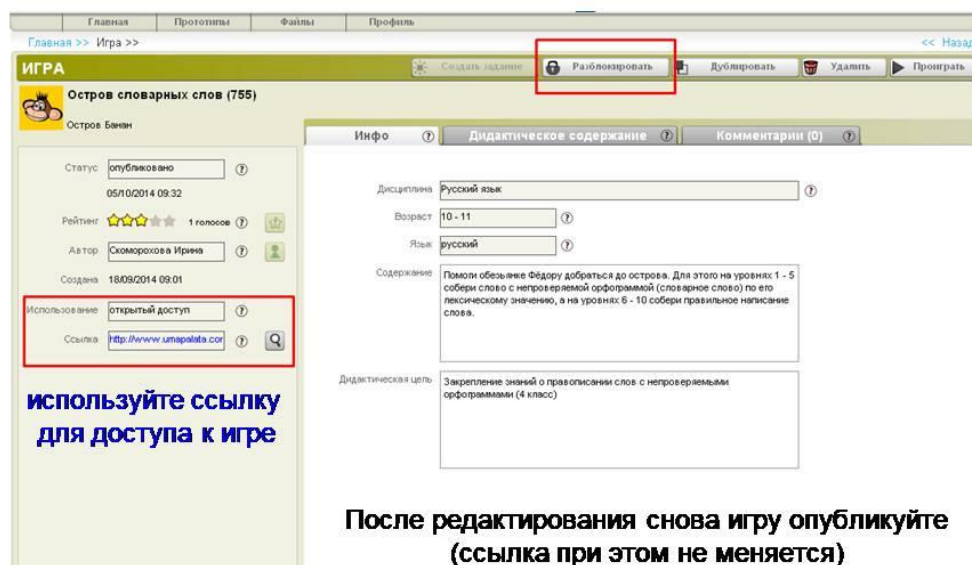 Главная Прототипы Файлы Профиль
Главная >> Игра >> << Назад
ИГРА Создать задание Разблокировать Дублировать Удалить Проиграть
Остров словарных слов (755)
Остров Банан
Инфо ? Дидактическое содержание ? Комментарии (0) ?
Статус опубликовано ?
05/10/2014 09:32
Рейтинг 1 голосов ?
Автор Скоморохова Ирина ?
Создана 18/09/2014 09:01
Использование открытый доступ ?
Ссылка http://www.umapalata.cor ?
используйте ссылку
для доступа к игре
Дисциплина Русский язык ?
Возраст 10 - 11 ?
Язык русский ?
Содержание Помоги обезьянке Фёдору добраться до острова. Для этого на уровнях 1 - 5
собери слово с непроверяемой орфограммой (словарное слово) по его
лексическому значению, а на уровнях 6 - 10 собери правильное написание
слова.
Дидактическая цель Закрепление знаний о правописании слов с непроверяемыми
орфограммами (4 класс)
После редактирования снова игру опубликуйте
(ссылка при этом не меняется)